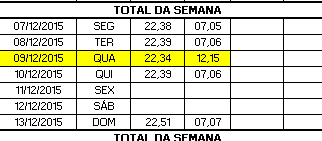 TOTAL DA SEMANA
07/12/2015 SEG 22,38 07,05
08/12/2015 TER 22,39 07,06
09/12/2015 QUA 22,34 12,15
10/12/2015 QUI 22,39 07,06
11/12/2015 SEX
12/12/2015 SÁB
13/12/2015 DOM 22,51 07,07
TOTAL DA SEMANA